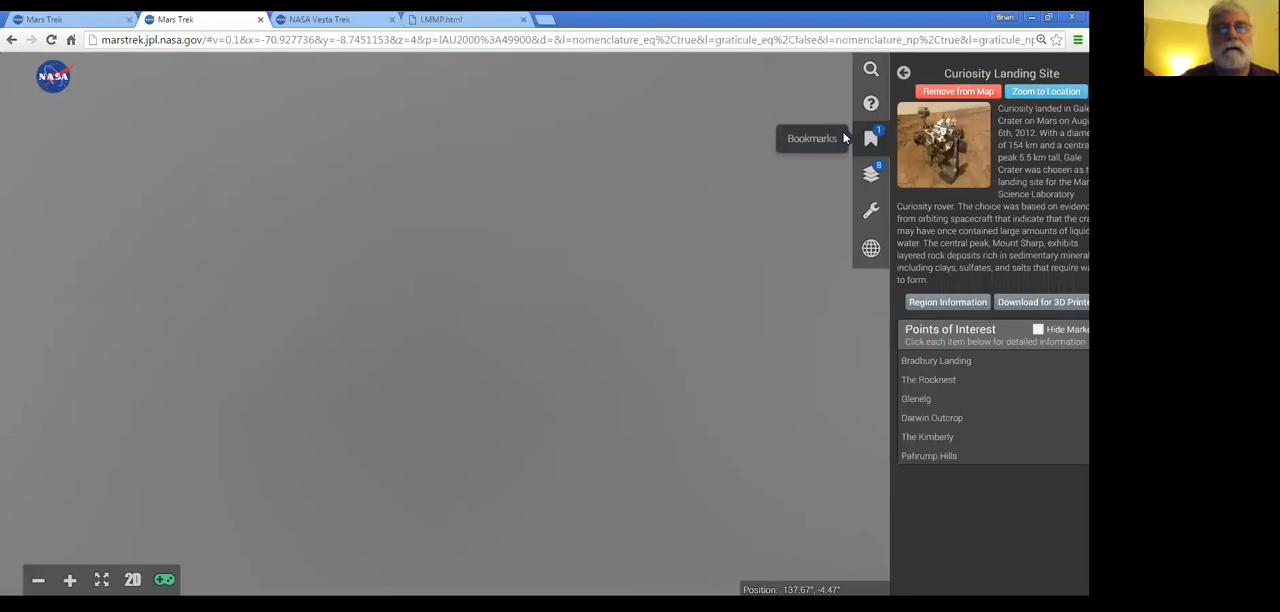 Mars Trek
Mars Trek
NASA Vesta Trek
LMMP.html
Brian
marstrek.jpl.nasa.gov/#v=0.1&x=-70.927736&y=-8.7451153&z=4&p=IAU2000%3A49900&d=&l=nomenclature_eq%2Ctrue&l=graticule_eq%2Cfalse&l=nomenclature_np%2Ctrue&l=graticule_np
NASA
Bookmarks
1
8
Curiosity Landing Site
Remove from Map
Zoom to Location
Curiosity landed in Gale
Crater on Mars on Aug
6th, 2012. With a diame
of 154 km and a centra
peak 5.5 km tall, Gale
Crater was chosen as t
landing site for the Mar
Science Laboratory
Curiosity rover. The choice was based on evidenc
from orbiting spacecraft that indicate that the cra
may have once contained large amounts of liquid
water. The central peak, Mount Sharp, exhibits
layered rock deposits rich in sedimentary mineral
including clays, sulfates, and salts that require wa
to form.
Region Information
Download for 3D Printe
Points of Interest
Hide Marke
Click each item below for detailed information
Bradbury Landing
The Rocknest
Glenelg
Darwin Outcrop
The Kimberly
Pahrump Hills
2D
Position: 137.67°, -4.47°